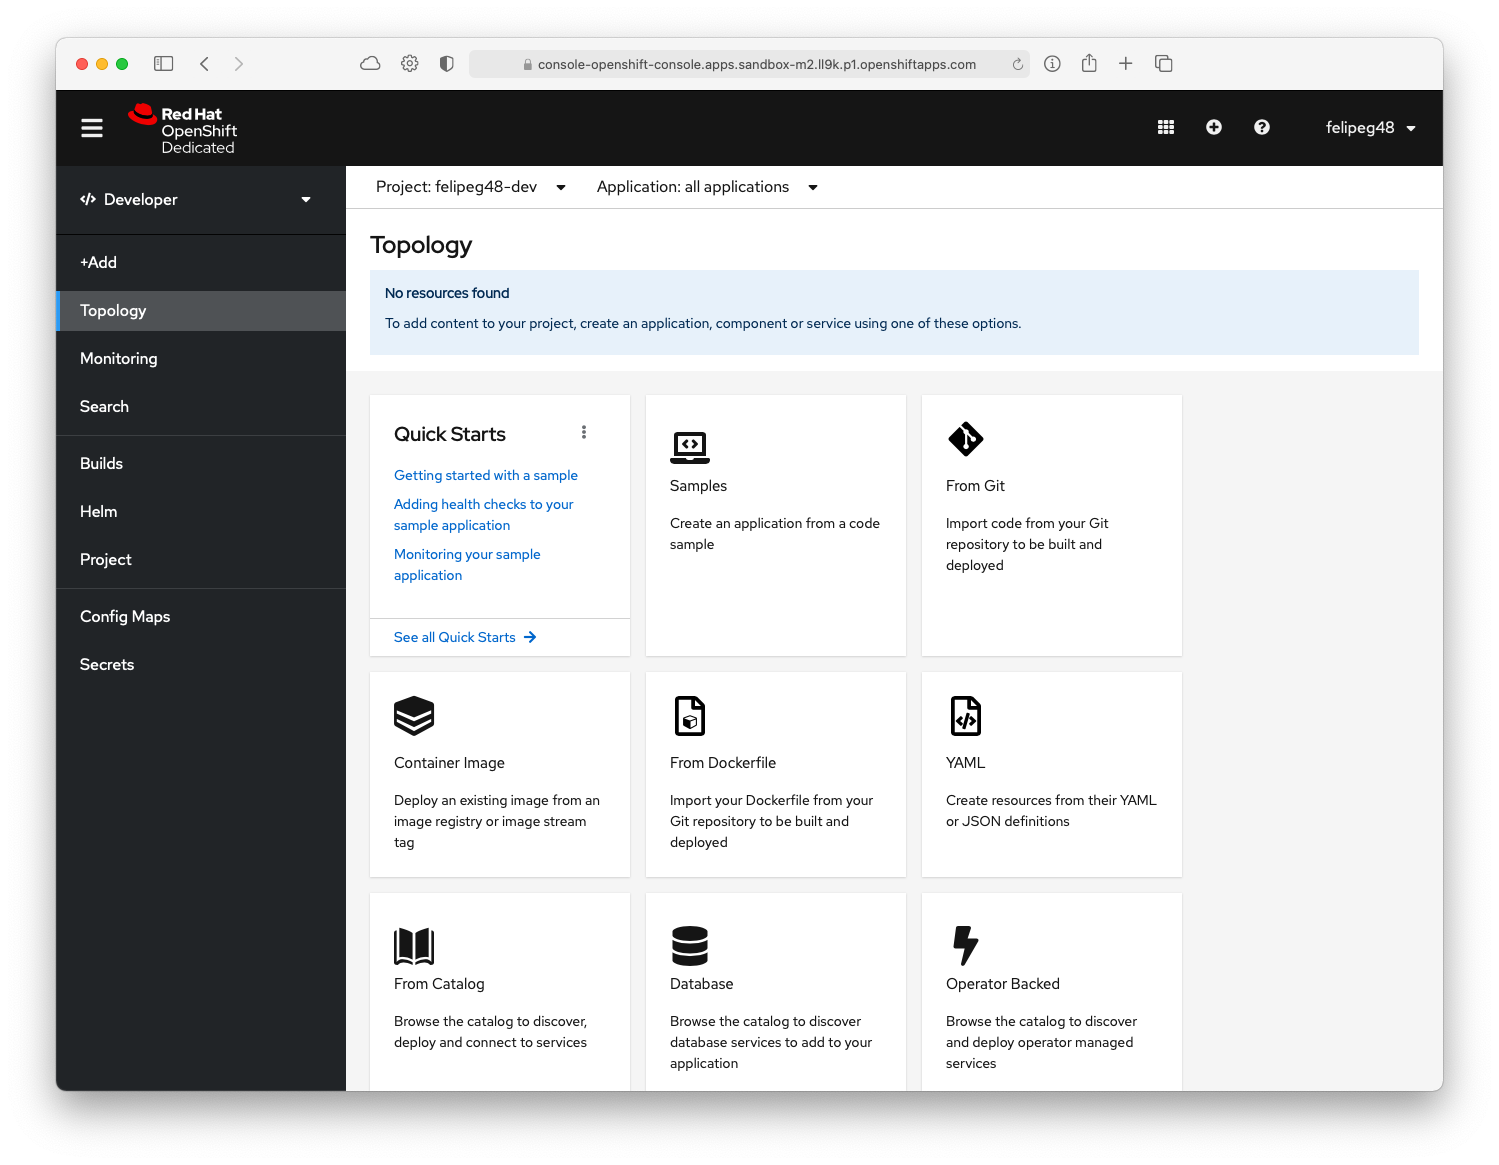 console-openshift-console.apps.sandbox-m2.ll9k.p1.openshiftapps.com
Red Hat
OpenShift
Dedicated
felipeg48
Developer
Project: felipeg48-dev
Application: all applications
+Add
Topology
Monitoring
Search
Builds
Helm
Project
Config Maps
Secrets
Topology
No resources found
To add content to your project, create an application, component or service using one of these options.
Quick Starts
Getting started with a sample
Adding health checks to your
sample application
Monitoring your sample
application
See all Quick Starts
Samples
Create an application from a code
sample
From Git
Import code from your Git
repository to be built and
deployed
Container Image
Deploy an existing image from an
image registry or image stream
tag
From Dockerfile
Import your Dockerfile from your
Git repository to be built and
deployed
YAML
Create resources from their YAML
or JSON definitions
From Catalog
Browse the catalog to discover,
deploy and connect to services
Database
Browse the catalog to discover
database services to add to your
application
Operator Backed
Browse the catalog to discover
and deploy operator managed
services